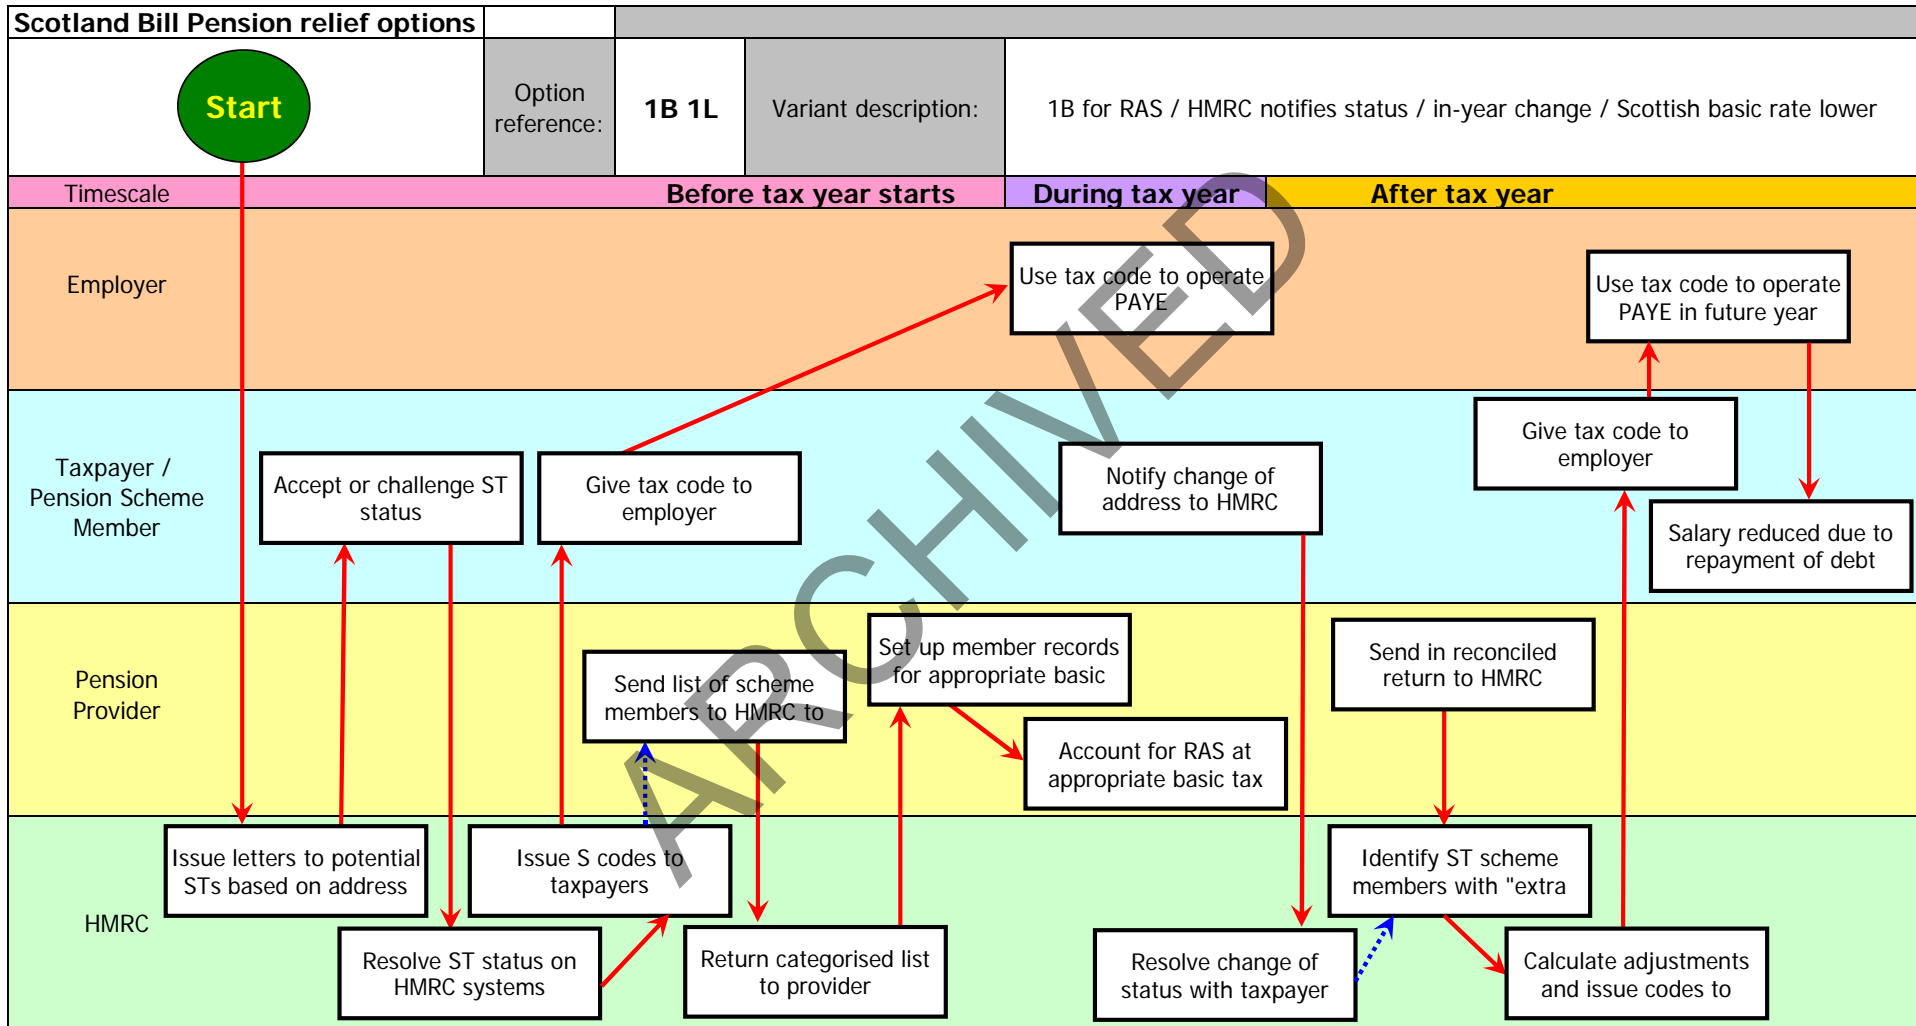 Scotland Bill Pension relief options
Start
Option
reference:
1B 1L
Variant description:
1B for RAS / HMRC notifies status / in-year change / Scottish basic rate lower
Timescale
Before tax year starts
During tax year
After tax year
Employer
Use tax code to operate
PAYE
Use tax code to operate
PAYE in future year
Taxpayer /
Pension Scheme
Member
Accept or challenge ST
status
Give tax code to
employer
Notify change of
address to HMRC
Give tax code to
employer
Salary reduced due to
repayment of debt
Pension
Provider
Send list of scheme
members to HMRC to
Set up member records
for appropriate basic
Account for RAS at
appropriate basic tax
Send in reconciled
return to HMRC
HMRC
Issue letters to potential
STs based on address
Resolve ST status on
HMRC systems
Issue S codes to
taxpayers
Return categorised list
to provider
Resolve change of
status with taxpayer
Identify ST scheme
members with "extra
Calculate adjustments
and issue codes to
ARCHIVED